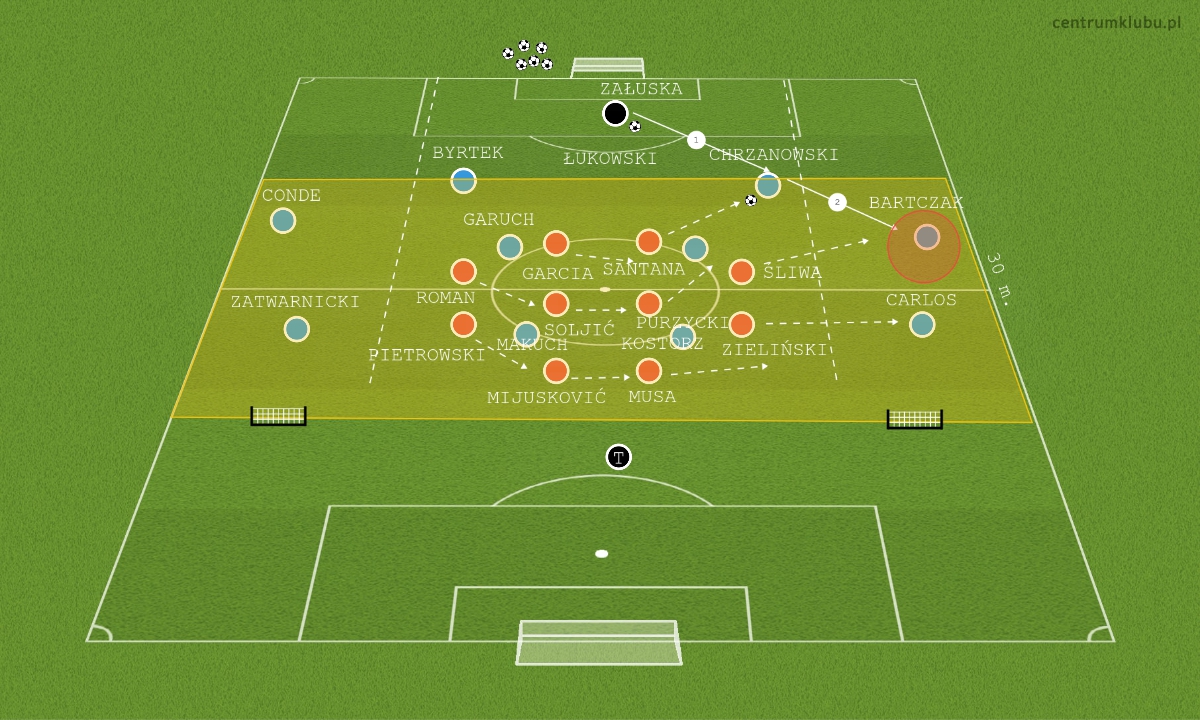 centrumklubu.pl
ZAŁUSKA
1
BYRTEK
ŁUKOWSKI
CHRZANOWSKI
CONDE
2
BARTCZAK
GARUCH
GARCIA
SANTANA
ŚLIWA
30 m.
ROMAN
ZATWARNICKI
CARLOS
SOLJIĆ
PURZYCKI
PIETROWSKI
MAKUCH
KOSTORZ
ZIELIŃSKI
MIJUSKOVIĆ
MUSA
T